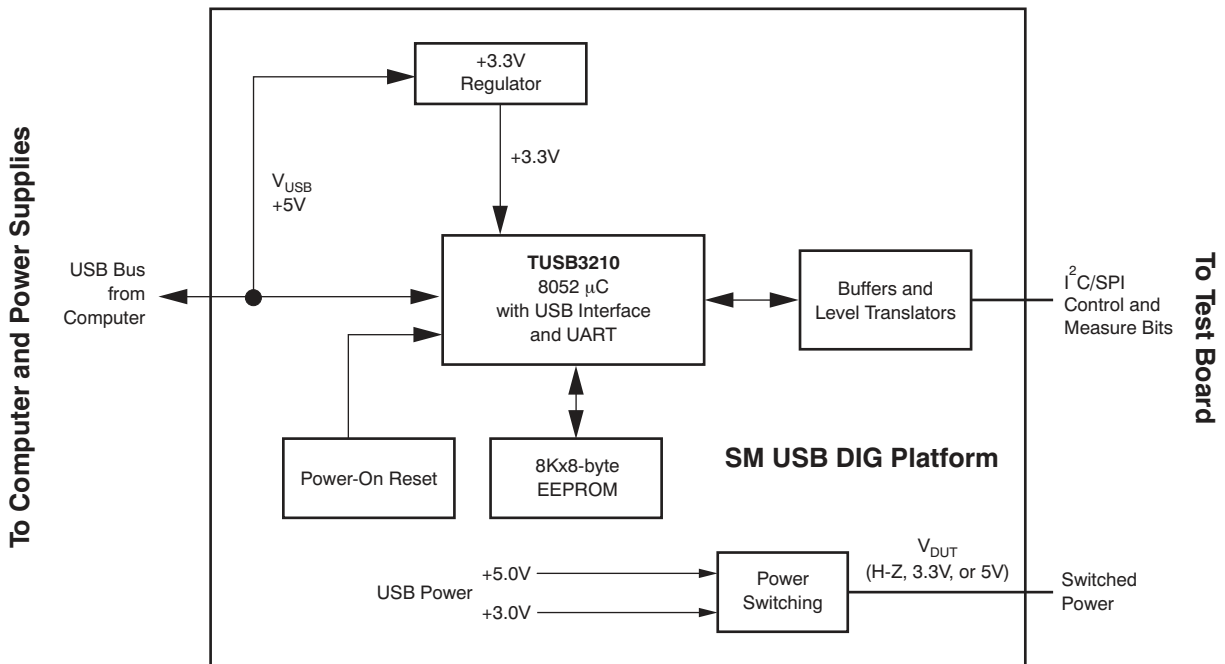 To Computer and Power Supplies
+3.3V
Regulator
+3.3V
V_USB
+5V
USB Bus
from
Computer
TUSB3210
8052 μC
with USB Interface
and UART
Buffers and
Level Translators
I²C/SPI
Control and
Measure Bits
To Test Board
Power-On Reset
8Kx8-byte
EEPROM
SM USB DIG Platform
USB Power
+5.0V
+3.0V
Power
Switching
V_DUT
(H-Z, 3.3V, or 5V)
Switched
Power